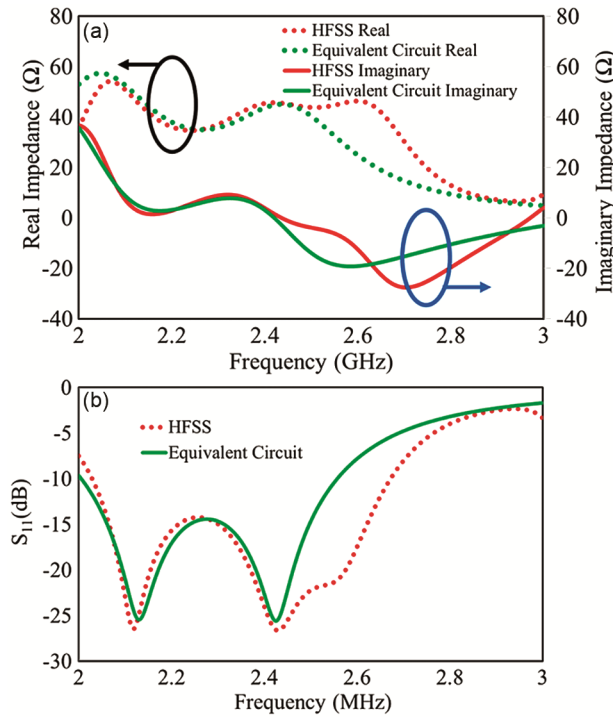 (a)
HFSS Real
Equivalent Circuit Real
HFSS Imaginary
Equivalent Circuit Imaginary
Real Impedance (Ω)
80
60
40
20
0
-20
-40
Imaginary Impedance (Ω)
80
60
40
20
0
-20
-40
2 2.2 2.4 2.6 2.8 3
Frequency (GHz)
(b)
HFSS
Equivalent Circuit
S11(dB)
0
-5
-10
-15
-20
-25
-30
2 2.2 2.4 2.6 2.8 3
Frequency (MHz)